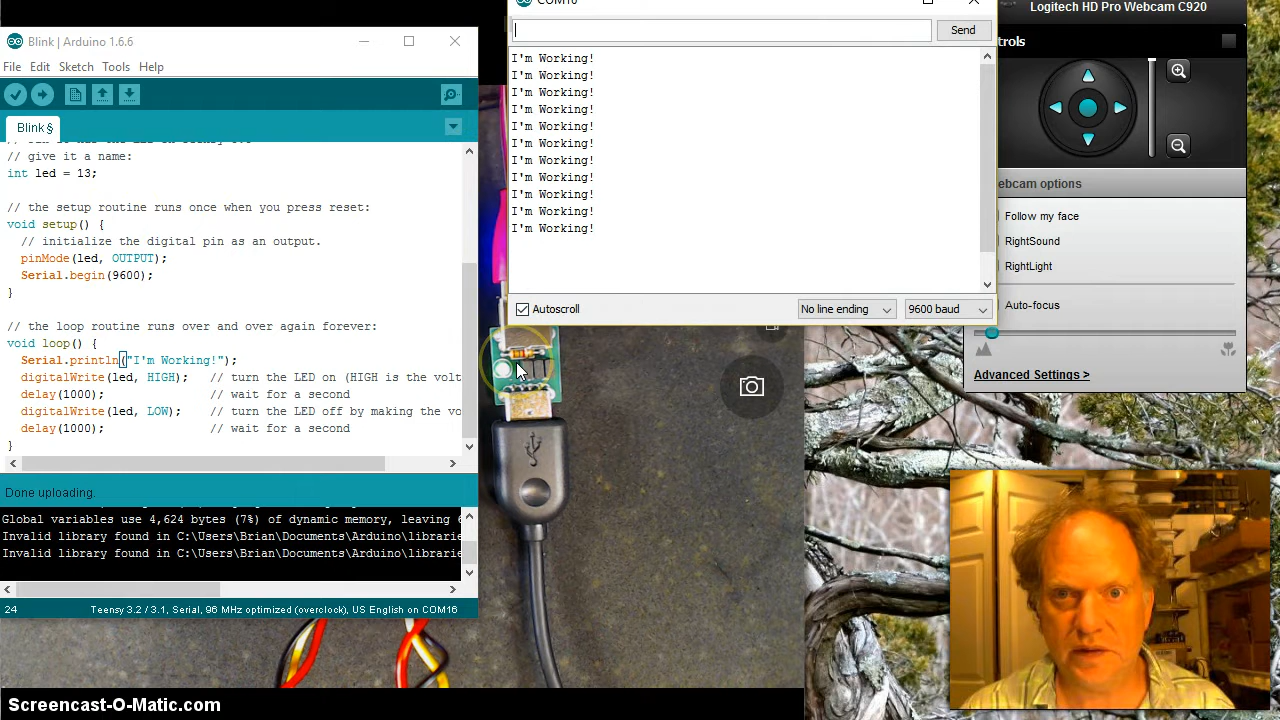 Blink | Arduino 1.6.6
File Edit Sketch Tools Help
Blink §
// give it a name:
int led = 13;
// the setup routine runs once when you press reset:
void setup() {
// initialize the digital pin as an output.
pinMode(led, OUTPUT);
Serial.begin(9600);
}
// the loop routine runs over and over again forever:
void loop() {
Serial.println("I'm Working!");
digitalWrite(led, HIGH); // turn the LED on (HIGH is the volt
delay(1000); // wait for a second
digitalWrite(led, LOW); // turn the LED off by making the vo
delay(1000); // wait for a second
}
Done uploading.
Global variables use 4,624 bytes (7%) of dynamic memory, leaving 6
Invalid library found in C:\Users\Brian\Documents\Arduino\librarie
Invalid library found in C:\Users\Brian\Documents\Arduino\librarie
24
Teensy 3.2 / 3.1, Serial, 96 MHz optimized (overclock), US English on COM16
COM16
Send
I'm Working!
I'm Working!
I'm Working!
I'm Working!
I'm Working!
I'm Working!
I'm Working!
I'm Working!
I'm Working!
I'm Working!
I'm Working!
Autoscroll
No line ending
9600 baud
Logitech HD Pro Webcam C920
trols
ebcam options
Follow my face
RightSound
RightLight
Auto-focus
Advanced Settings >
Screencast-O-Matic.com